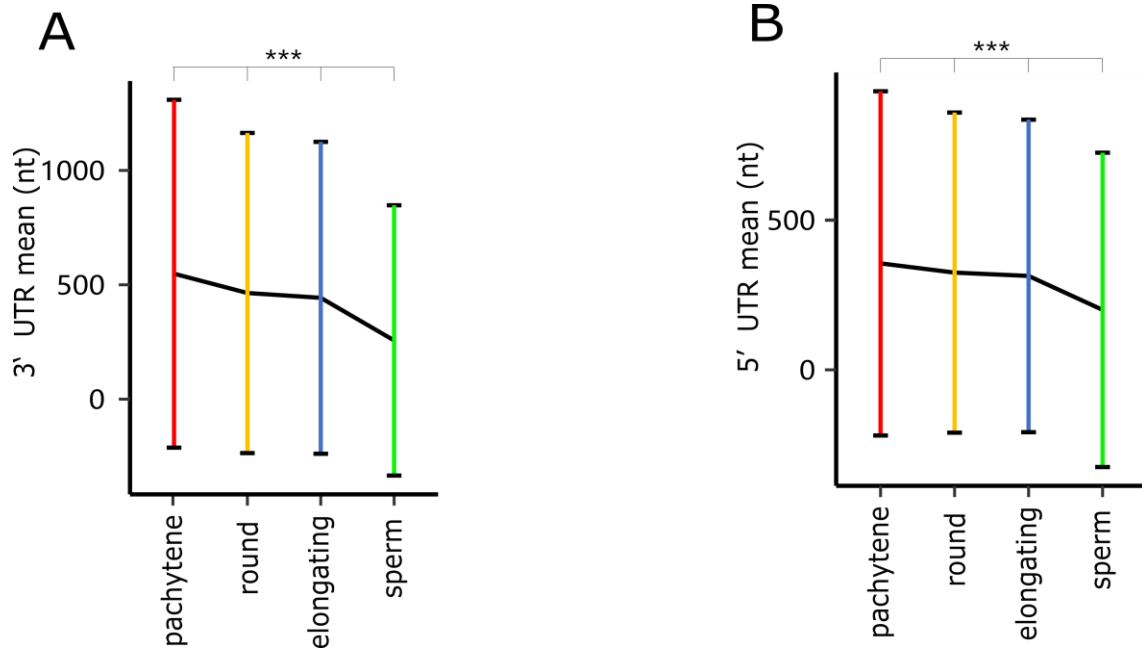 A
***
3‵ UTR mean (nt)
1000
500
0
pachytene
round
elongating
sperm
B
***
5′ UTR mean (nt)
500
0
pachytene
round
elongating
sperm